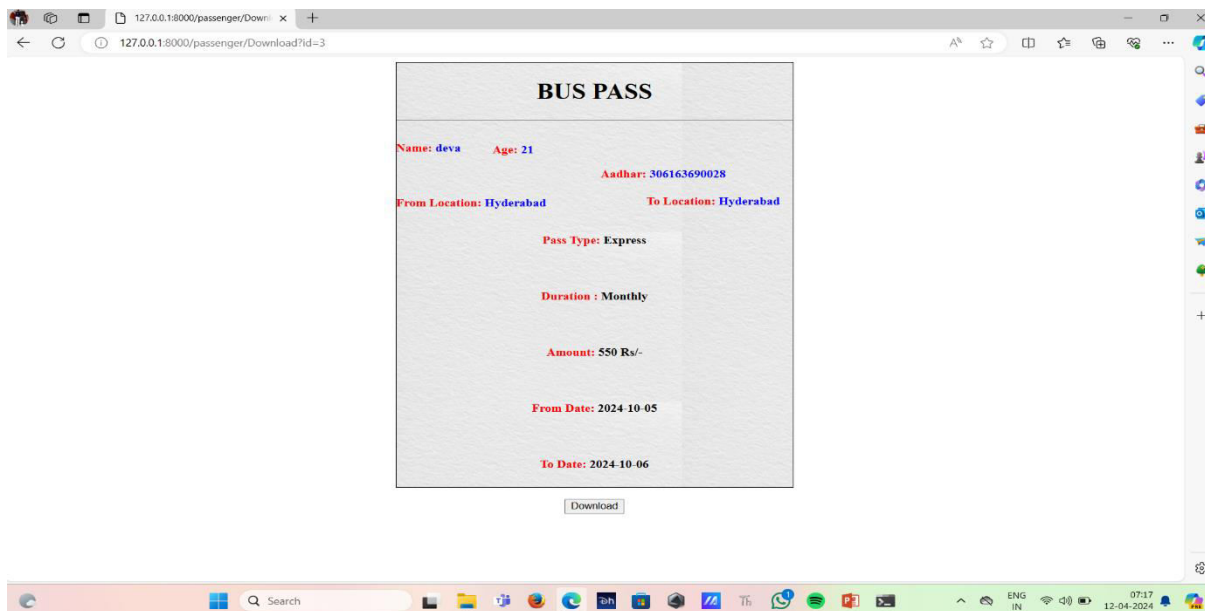 127.0.0.1:8000/passenger/Downl
127.0.0.1:8000/passenger/Download?id=3
BUS PASS
Name: deva Age: 21
Aadhar: 306163690028
From Location: Hyderabad To Location: Hyderabad
Pass Type: Express
Duration : Monthly
Amount: 550 Rs/-
From Date: 2024-10-05
To Date: 2024-10-06
Download
Search
ENG
IN
07:17
12-04-2024